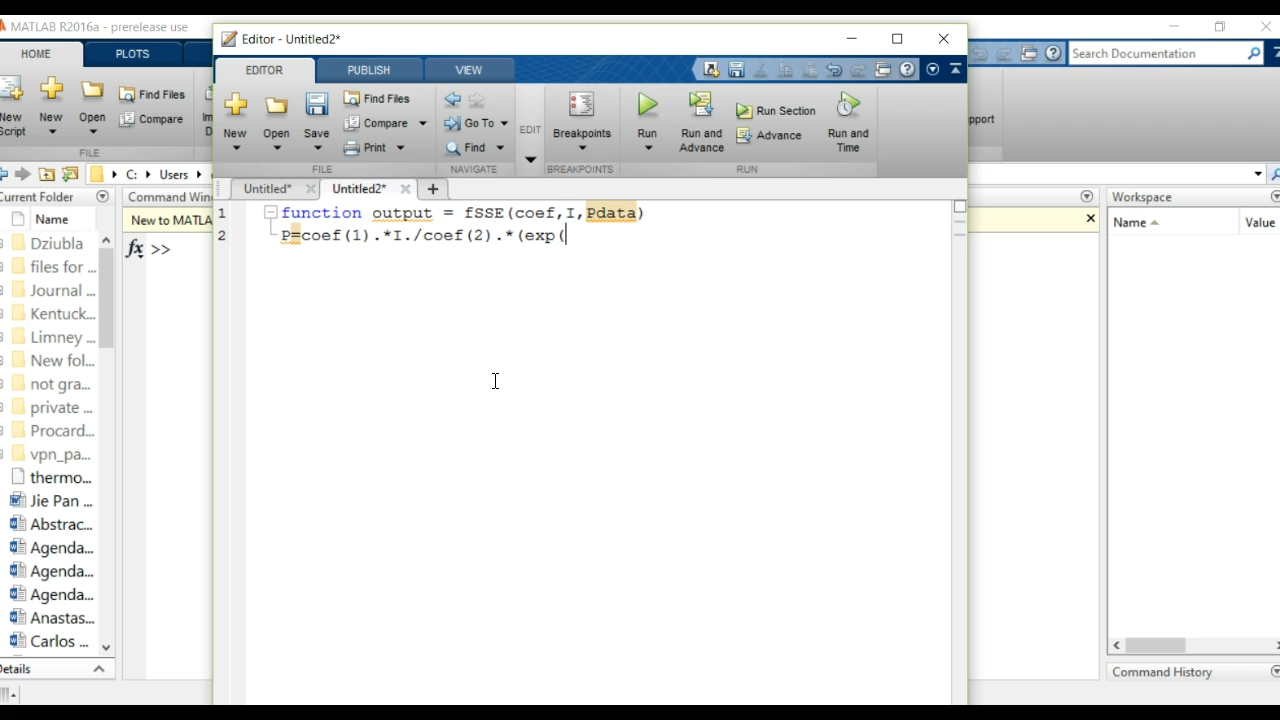 MATLAB R2016a - prerelease use
Editor - Untitled2*
HOME
PLOTS
EDITOR
PUBLISH
VIEW
Search Documentation
New Script
New
Open
Find Files
Compare
FILE
New
Open
Save
Find Files
Compare
Print
FILE
Go To
Find
NAVIGATE
EDIT
Breakpoints
BREAKPOINTS
Run
Run and Advance
Run Section
Advance
Run and Time
RUN
C: Users
Current Folder
Name
Dziubla
files for ...
Journal ...
Kentuck...
Limney ...
New fol...
not gra...
private ...
Procard...
vpn_pa...
thermo...
Jie Pan ...
Abstrac...
Agenda...
Agenda...
Agenda...
Anastas...
Carlos ...
Details
Command Win
New to MATLA
fx >>
Untitled*
Untitled2*
+
1 function output = fSSE(coef,I,Pdata)
2 P=coef(1).*I./coef(2).*(exp(
Workspace
Name
Value
Command History